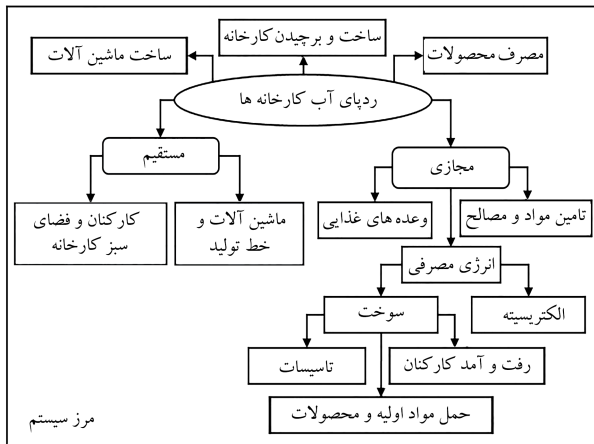 ساخت و برچیدن کارخانه
مصرف محصولات
ساخت ماشین آلات
ردپای آب کارخانه ها
مستقیم
مجازی
کارکنان و فضای
سبز کارخانه
ماشین آلات و
خط تولید
وعده های غذایی
تامین مواد و مصالح
انرژی مصرفی
سوخت
الکتریسیته
تاسیسات
رفت و آمد کارکنان
حمل مواد اولیه و محصولات
مرز سیستم